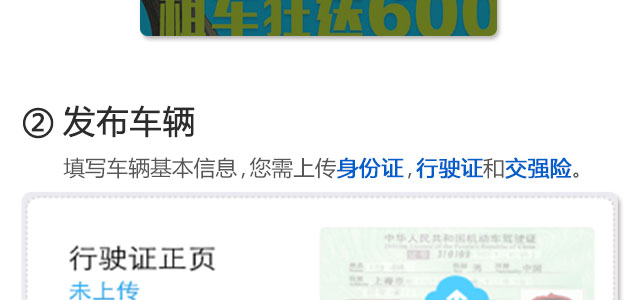 租车狂送600
② 发布车辆
填写车辆基本信息，您需上传身份证，行驶证和交强险。
行驶证正页
中华人民共和国机动车驾驶证
未上传